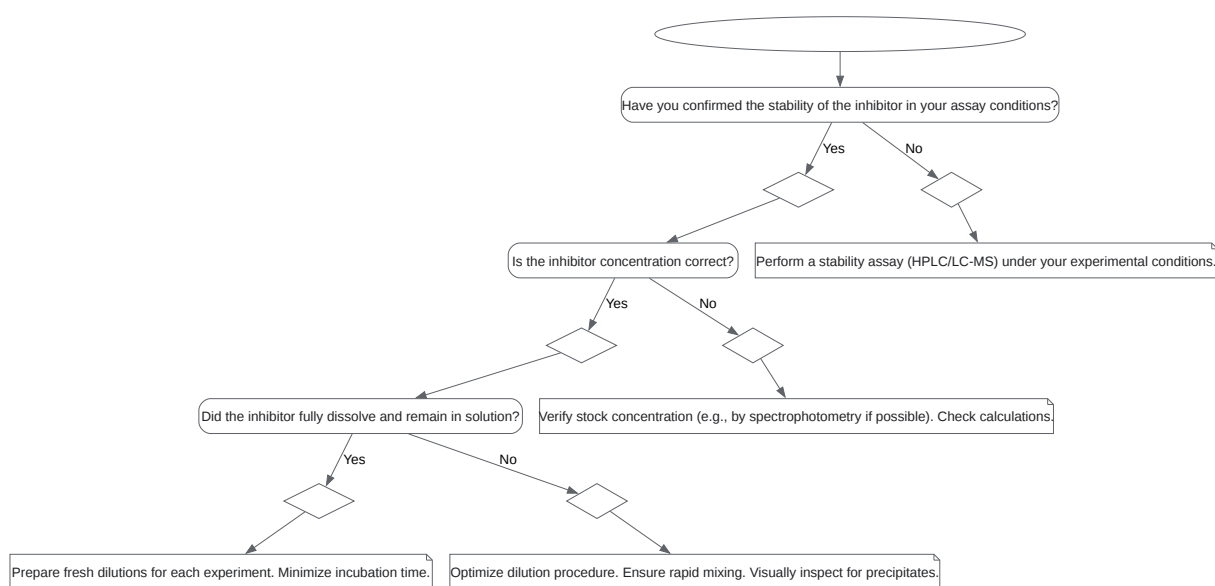 Have you confirmed the stability of the inhibitor in your assay conditions?
Yes
No
Is the inhibitor concentration correct?
Perform a stability assay (HPLC/LC-MS) under your experimental conditions.
Yes
No
Did the inhibitor fully dissolve and remain in solution?
Verify stock concentration (e.g., by spectrophotometry if possible). Check calculations.
Yes
No
Prepare fresh dilutions for each experiment. Minimize incubation time.
Optimize dilution procedure. Ensure rapid mixing. Visually inspect for precipitates.